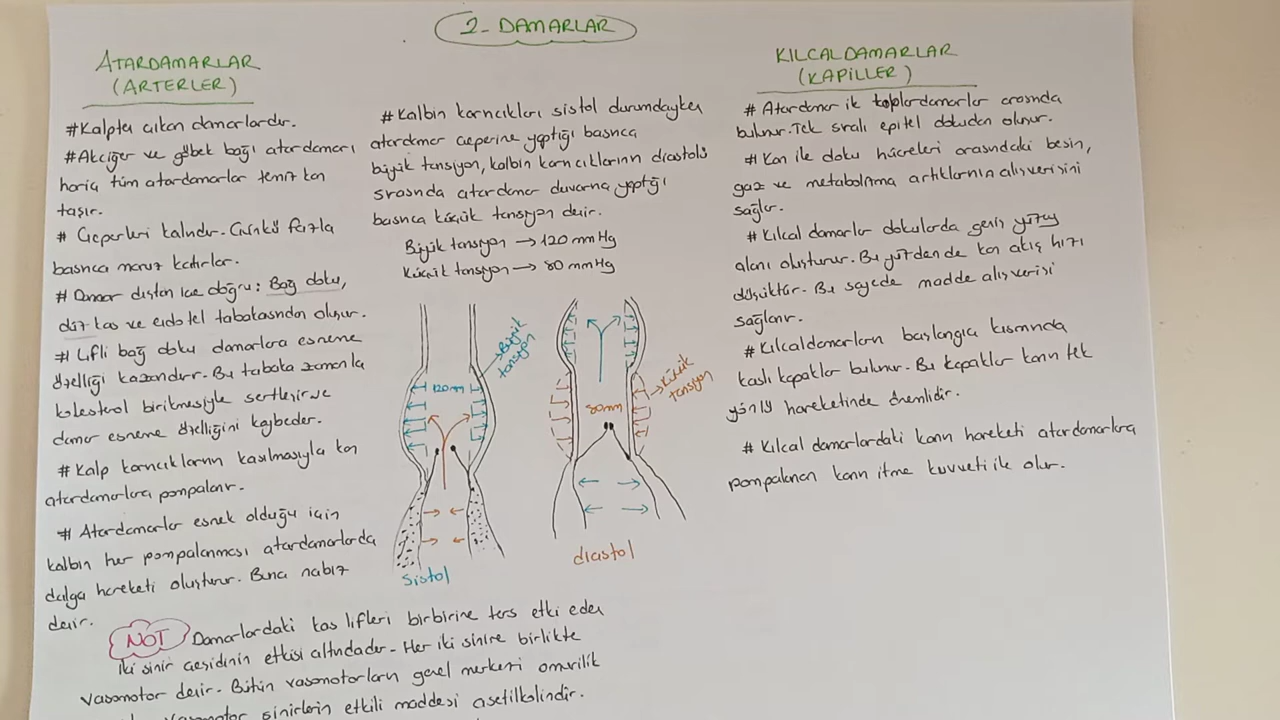 2- DAMARLAR
ATARDAMARLAR
(ARTERLER)
#Kalpten çıkan damarlardır.
#Akciğer ve göbek bağı atardamarı
hariç tüm atardamarlar temiz kan
taşır.
# Çeperleri kalındır. Çünkü fazla
basınca maruz kalırlar.
# Damar dıştan içe doğru: Bağ doku,
düz kas ve endotel tabakasından oluşur.
# Lifli bağ doku damarlara esneme
özelliği kazandırır. Bu tabaka zamanla
kolesterol birikmesiyle sertleşir ve
damar esneme özelliğini kaybeder.
# Kalp karıncıklarının kasılmasıyla kan
atardamarlara pompalanır.
# Atardamarlar esnek olduğu için
kalbin her pompalanması atardamarlarda
dalga hareketi oluşturur. Buna nabız
denir.
NOT Damarlardaki kas lifleri birbirine ters etki eden
iki sinir çeşidinin etkisi altındadır. Her iki sinire birlikte
vasomotor denir. Bütün vasomotorların genel merkezi omurilik
vasomotor sinirlerin etkili maddesi asetilkolindir.
#Kalbin karıncıkları sistol durumdayken
atardamar çeperine yaptığı basınca
büyük tansiyon, kalbin karıncıklarının diastolü
sırasında atardamar duvarına yaptığı
basınca küçük tansiyon denir.
Büyük tansiyon → 120 mmHg
Küçük tansiyon → 80 mmHg
Büyük
tansiyon
120mm
sistol
Küçük
tansiyon
80mm
diastol
KILCALDAMARLAR
(KAPİLLER)
# Atardamar ile toplardamarlar arasında
bulunur. Tek sıralı epitel dokudan oluşur.
# Kan ile doku hücreleri arasındaki besin,
gaz ve metabolizma artıklarının alışverişini
sağlar.
# Kılcal damarlar dokularda geniş yüzey
alanı oluşturur. Bu yüzden de kan akış hızı
düşüktür. Bu sayede madde alışverişi
sağlanır.
# Kılcaldamarların başlangıç kısmında
kaslı kapaklar bulunur. Bu kapaklar kanın tek
yönlü hareketinde önemlidir.
# Kılcal damarlardaki kanın hareketi atardamarlara
pompalanan kanın itme kuvveti ile olur.